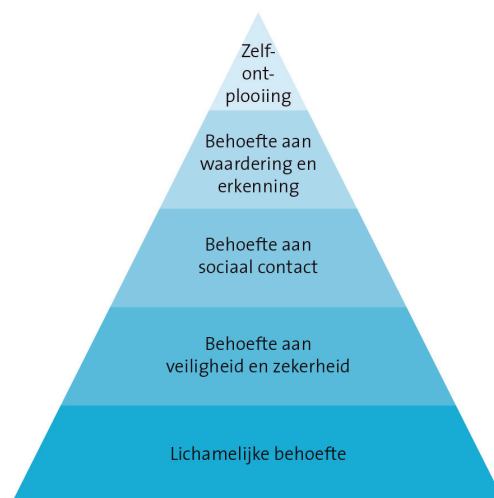 Zelf-
ont-
plooiing
Behoefte aan
waardering en
erkenning
Behoefte aan
sociaal contact
Behoefte aan
veiligheid en zekerheid
Lichamelijke behoefte